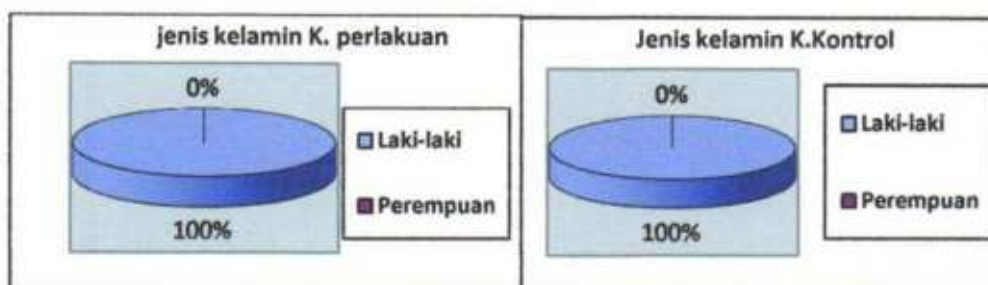 jenis kelamin K. perlakuan
0%
Laki-laki
Perempuan
100%
Jenis kelamin K.Kontrol
0%
Laki-laki
Perempuan
100%